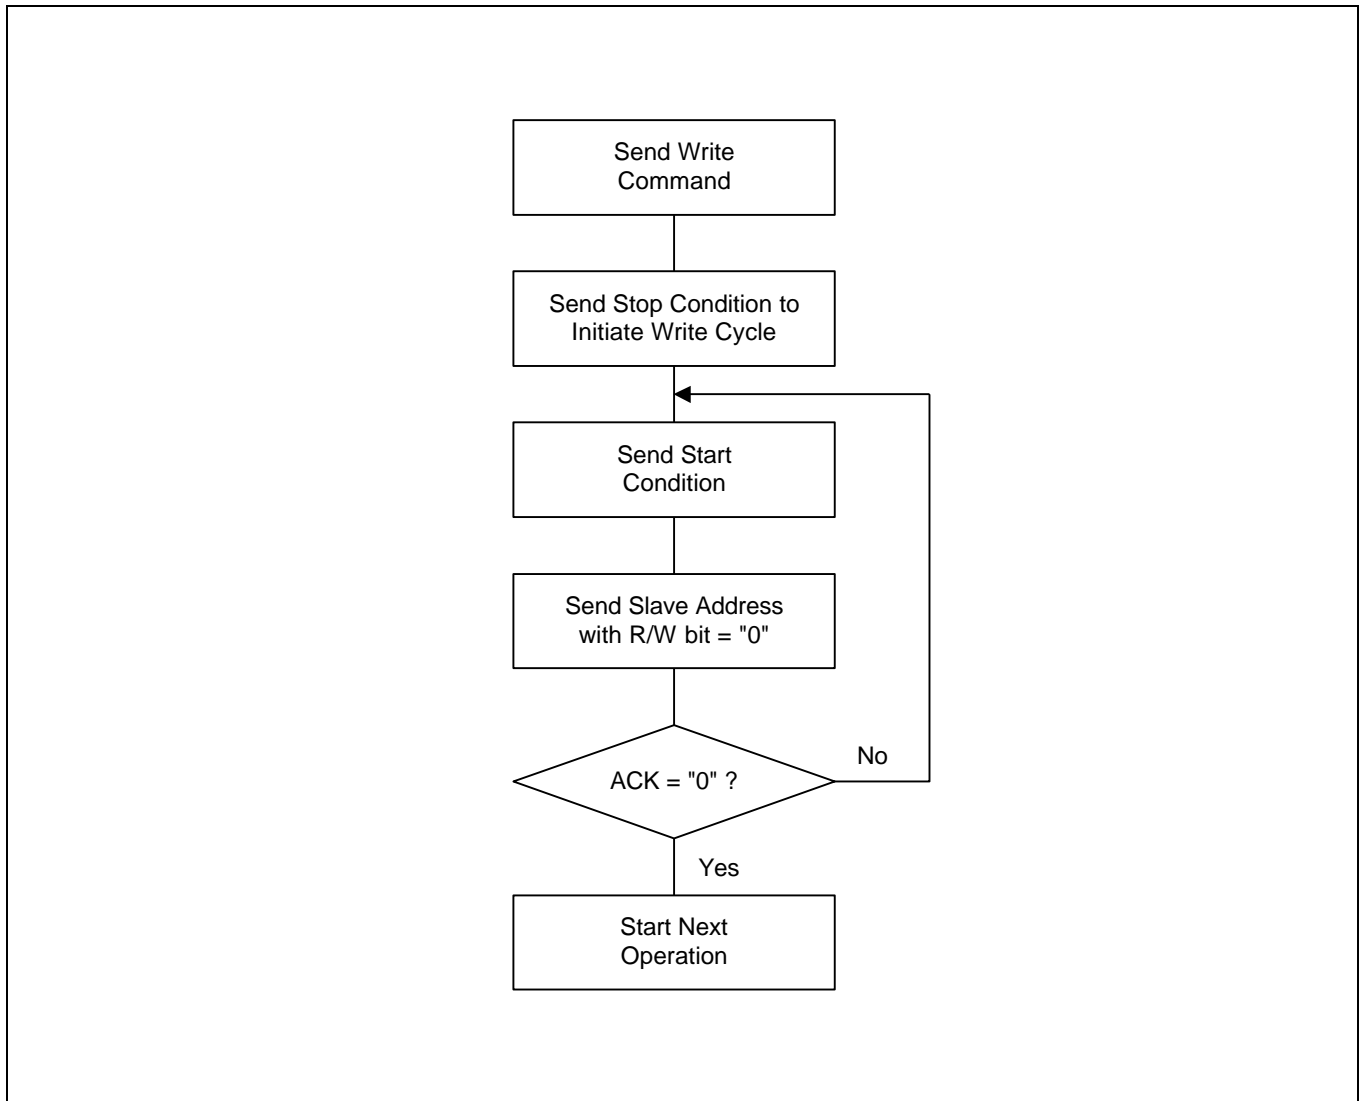 Send Write
Command
Send Stop Condition to
Initiate Write Cycle
Send Start
Condition
Send Slave Address
with R/W bit = "0"
ACK = "0" ?
No
Yes
Start Next
Operation